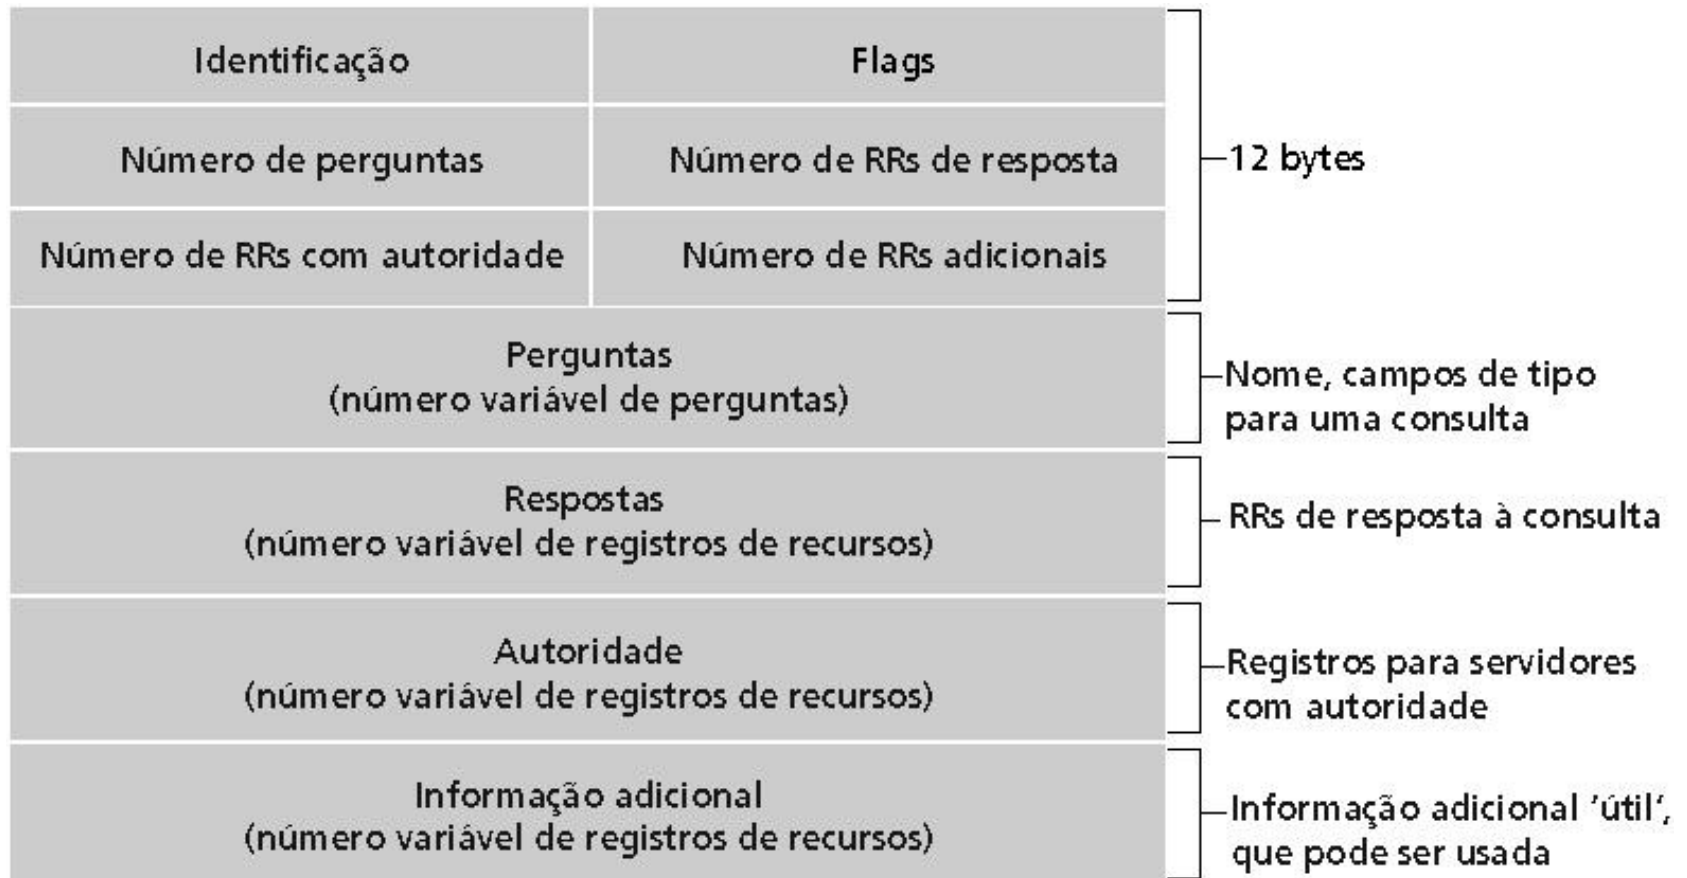 Identificação
Flags
Número de perguntas
Número de RRs de resposta
12 bytes
Número de RRs com autoridade
Número de RRs adicionais
Perguntas
(número variável de perguntas)
Nome, campos de tipo
para uma consulta
Respostas
(número variável de registros de recursos)
RRs de resposta à consulta
Autoridade
(número variável de registros de recursos)
Registros para servidores
com autoridade
Informação adicional
(número variável de registros de recursos)
Informação adicional ‘útil’,
que pode ser usada